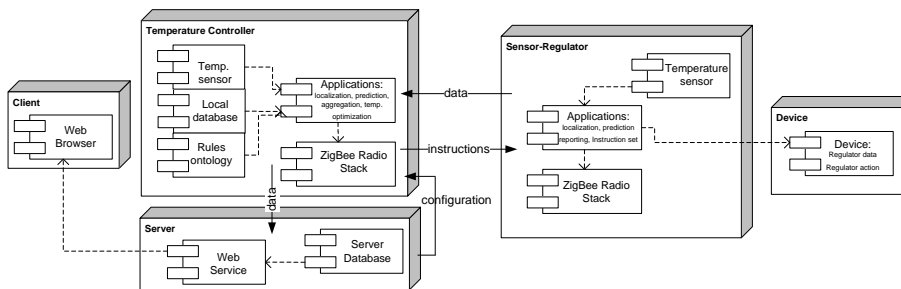 Temperature Controller
Temp.
sensor
Local
database
Rules
ontology
Applications:
localization, prediction,
aggregation, temp.
optimization
ZigBee Radio
Stack
Client
Web
Browser
Server
Web
Service
Server
Database
data
configuration
data
instructions
Sensor-Regulator
Temperature
sensor
Applications:
localization, prediction
reporting, Instruction set
ZigBee Radio
Stack
Device
Device:
Regulator data
Regulator action